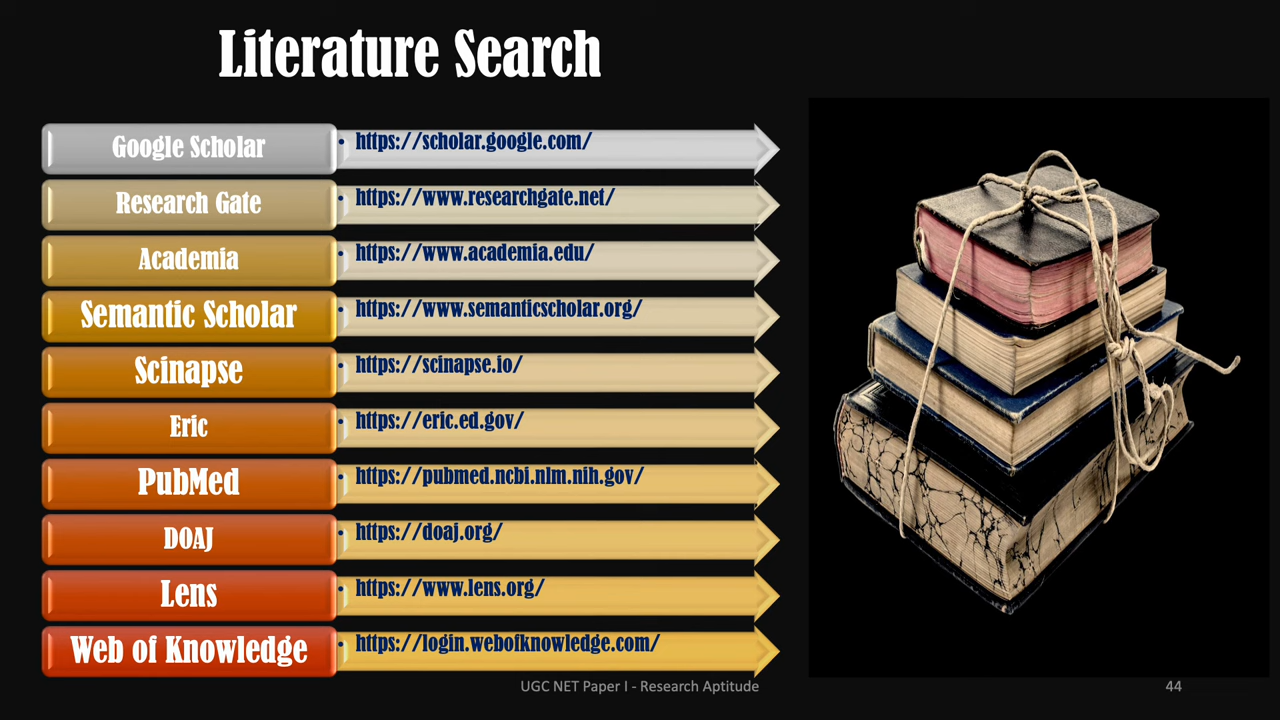 Literature Search
Google Scholar
• https://scholar.google.com/
Research Gate
• https://www.researchgate.net/
Academia
• https://www.academia.edu/
Semantic Scholar
• https://www.semanticscholar.org/
Scinapse
• https://scinapse.io/
Eric
• https://eric.ed.gov/
PubMed
• https://pubmed.ncbi.nlm.nih.gov/
DOAJ
• https://doaj.org/
Lens
• https://www.lens.org/
Web of Knowledge
• https://login.webofknowledge.com/
UGC NET Paper I - Research Aptitude
44